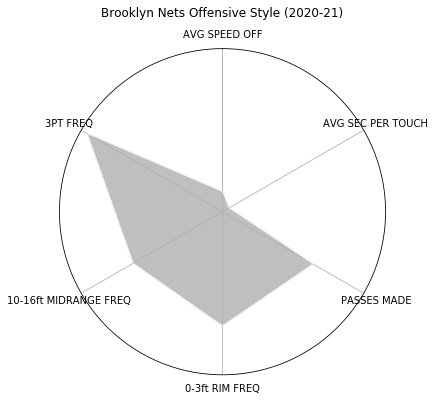 Brooklyn Nets Offensive Style (2020-21)
AVG SPEED OFF
3PT FREQ
AVG SEC PER TOUCH
10-16ft MIDRANGE FREQ
PASSES MADE
0-3ft RIM FREQ